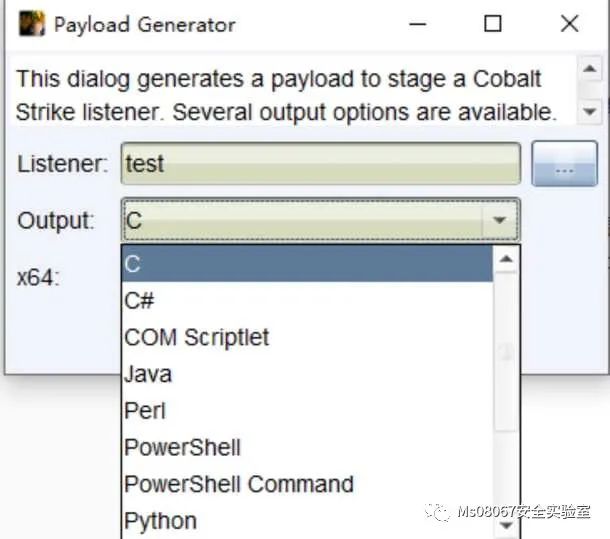 Payload Generator
This dialog generates a payload to stage a Cobalt
Strike listener. Several output options are available.
Listener: test ...
Output: C
x64:
C
C#
COM Scriptlet
Java
Perl
PowerShell
PowerShell Command
Python
Ms08067安全实验室